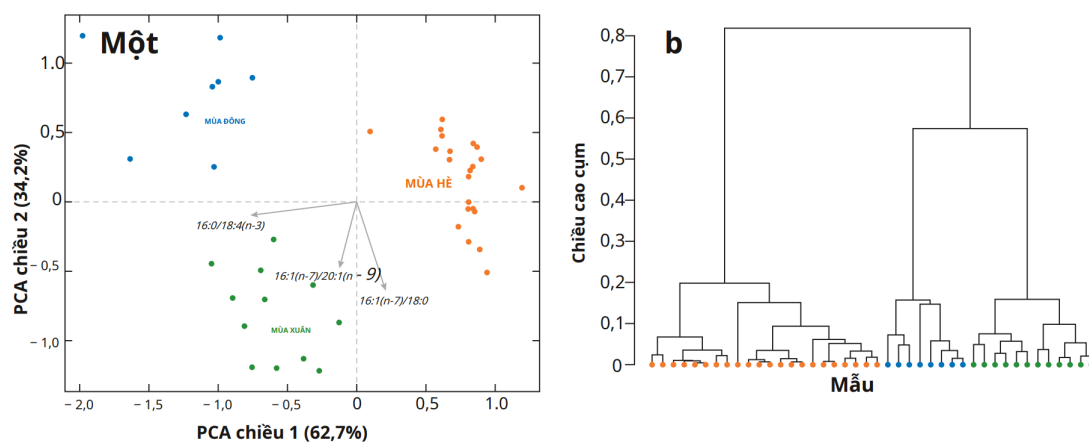 Một
1.0
0,5
0
– 0,5
– 1,0
PCA chiều 2 (34,2%)
MÙA ĐÔNG
MÙA HÈ
16:0/18:4(n-3)
16:1(n-7)/20:1(n - 9)
16:1(n-7)/18:0
MÙA XUÂN
– 2,0 – 1,5 – 1,0 – 0,5 0 0,5 1.0
PCA chiều 1 (62,7%)
b
0,8
0,7
0,6
0,5
0,4
0,3
0,2
0,1
0
Chiều cao cụm
Mẫu